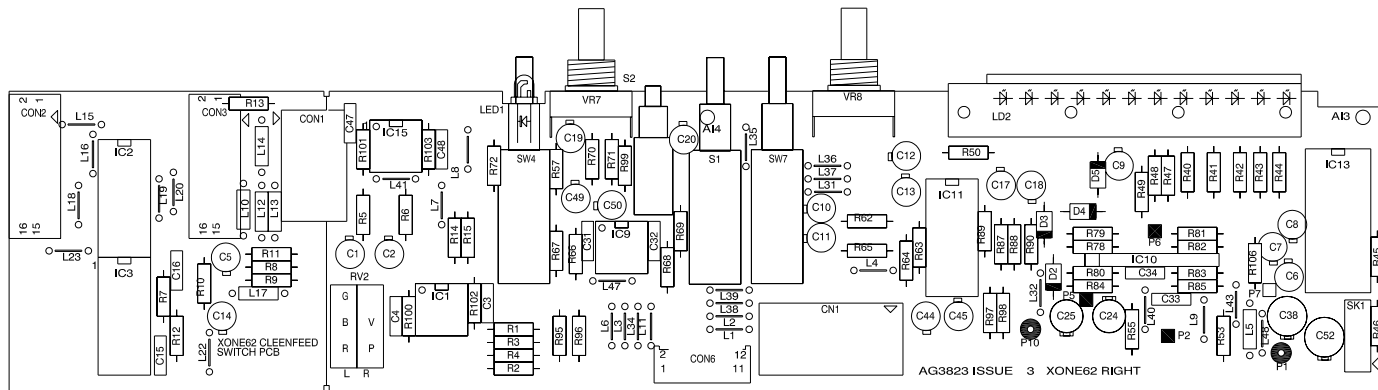 S2
VR7
VR8
LED1
LD2
AI3
CON2
2
1
L15
CON3
2
1
R13
CON1
C47
R101
IC15
R103
C48
L41
L8
L7
R72
SW4
R57
C19
R70
R71
R99
C20
AI4
S1
L35
SW7
L36
L37
L31
C12
C13
R50
C17
C18
D5
C9
R49
R48
R47
R40
R41
R42
R43
R44
IC13
L16
IC2
L14
L18
L19
L20
L10
L12
L13
R5
R6
R14
R15
C49
C50
C10
C11
R62
R65
L4
IC11
R89
R87
R88
R90
D3
D4
P6
R79
R78
R81
R82
IC10
R80
R84
C34
R83
R85
C8
C7
C6
R106
P7
R45
16
15
16
15
L23
1
IC3
C16
R7
R12
C15
R10
C5
R11
R8
R9
L17
C14
L22
C1
C2
RV2
G
B
R
V
P
L
R
C4
R100
IC1
R102
C3
R1
R3
R4
R2
R67
R66
C31
IC9
C32
R69
R68
L47
R95
R96
L6
L3
L34
L11
L39
L38
L2
L1
2
1
CON6
12
11
CN1
R64
R63
C44
C45
R97
R98
P10
L32
D2
P5
C25
C24
R55
L40
C33
P2
L9
R53
L43
L5
L48
P1
C38
C52
SK1
R46
XONE62 CLEENFEED
SWITCH PCB
AG3823 ISSUE 3 XONE62 RIGHT